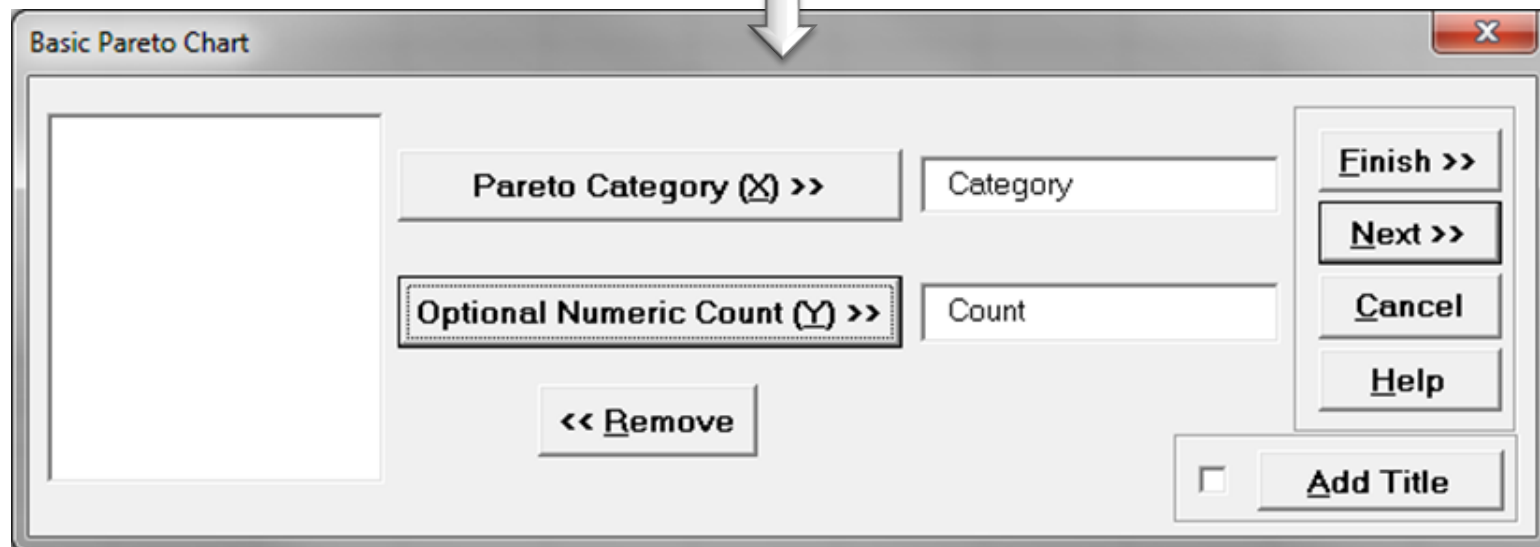 Basic Pareto Chart
x
Pareto Category (X) >>
Category
Optional Numeric Count (Y) >>
Count
<< Remove
Finish >>
Next >>
Cancel
Help
Add Title